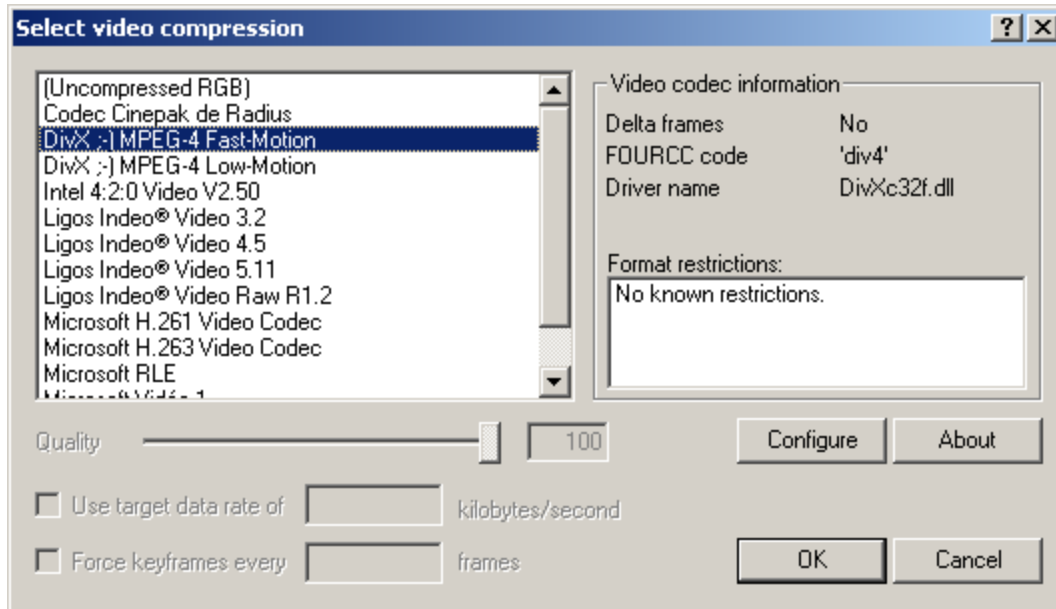 Select video compression
(Uncompressed RGB)
Codec Cinepak de Radius
DivX ;-) MPEG-4 Fast-Motion
DivX ;-) MPEG-4 Low-Motion
Intel 4:2:0 Video V2.50
Ligos Indeo® Video 3.2
Ligos Indeo® Video 4.5
Ligos Indeo® Video 5.11
Ligos Indeo® Video Raw R1.2
Microsoft H.261 Video Codec
Microsoft H.263 Video Codec
Microsoft RLE
Microsoft Vidéo 1
Video codec information
Delta frames No
FOURCC code 'div4'
Driver name DivXc32f.dll
Format restrictions:
No known restrictions.
Quality 100
Configure About
Use target data rate of kilobytes/second
Force keyframes every frames
OK Cancel